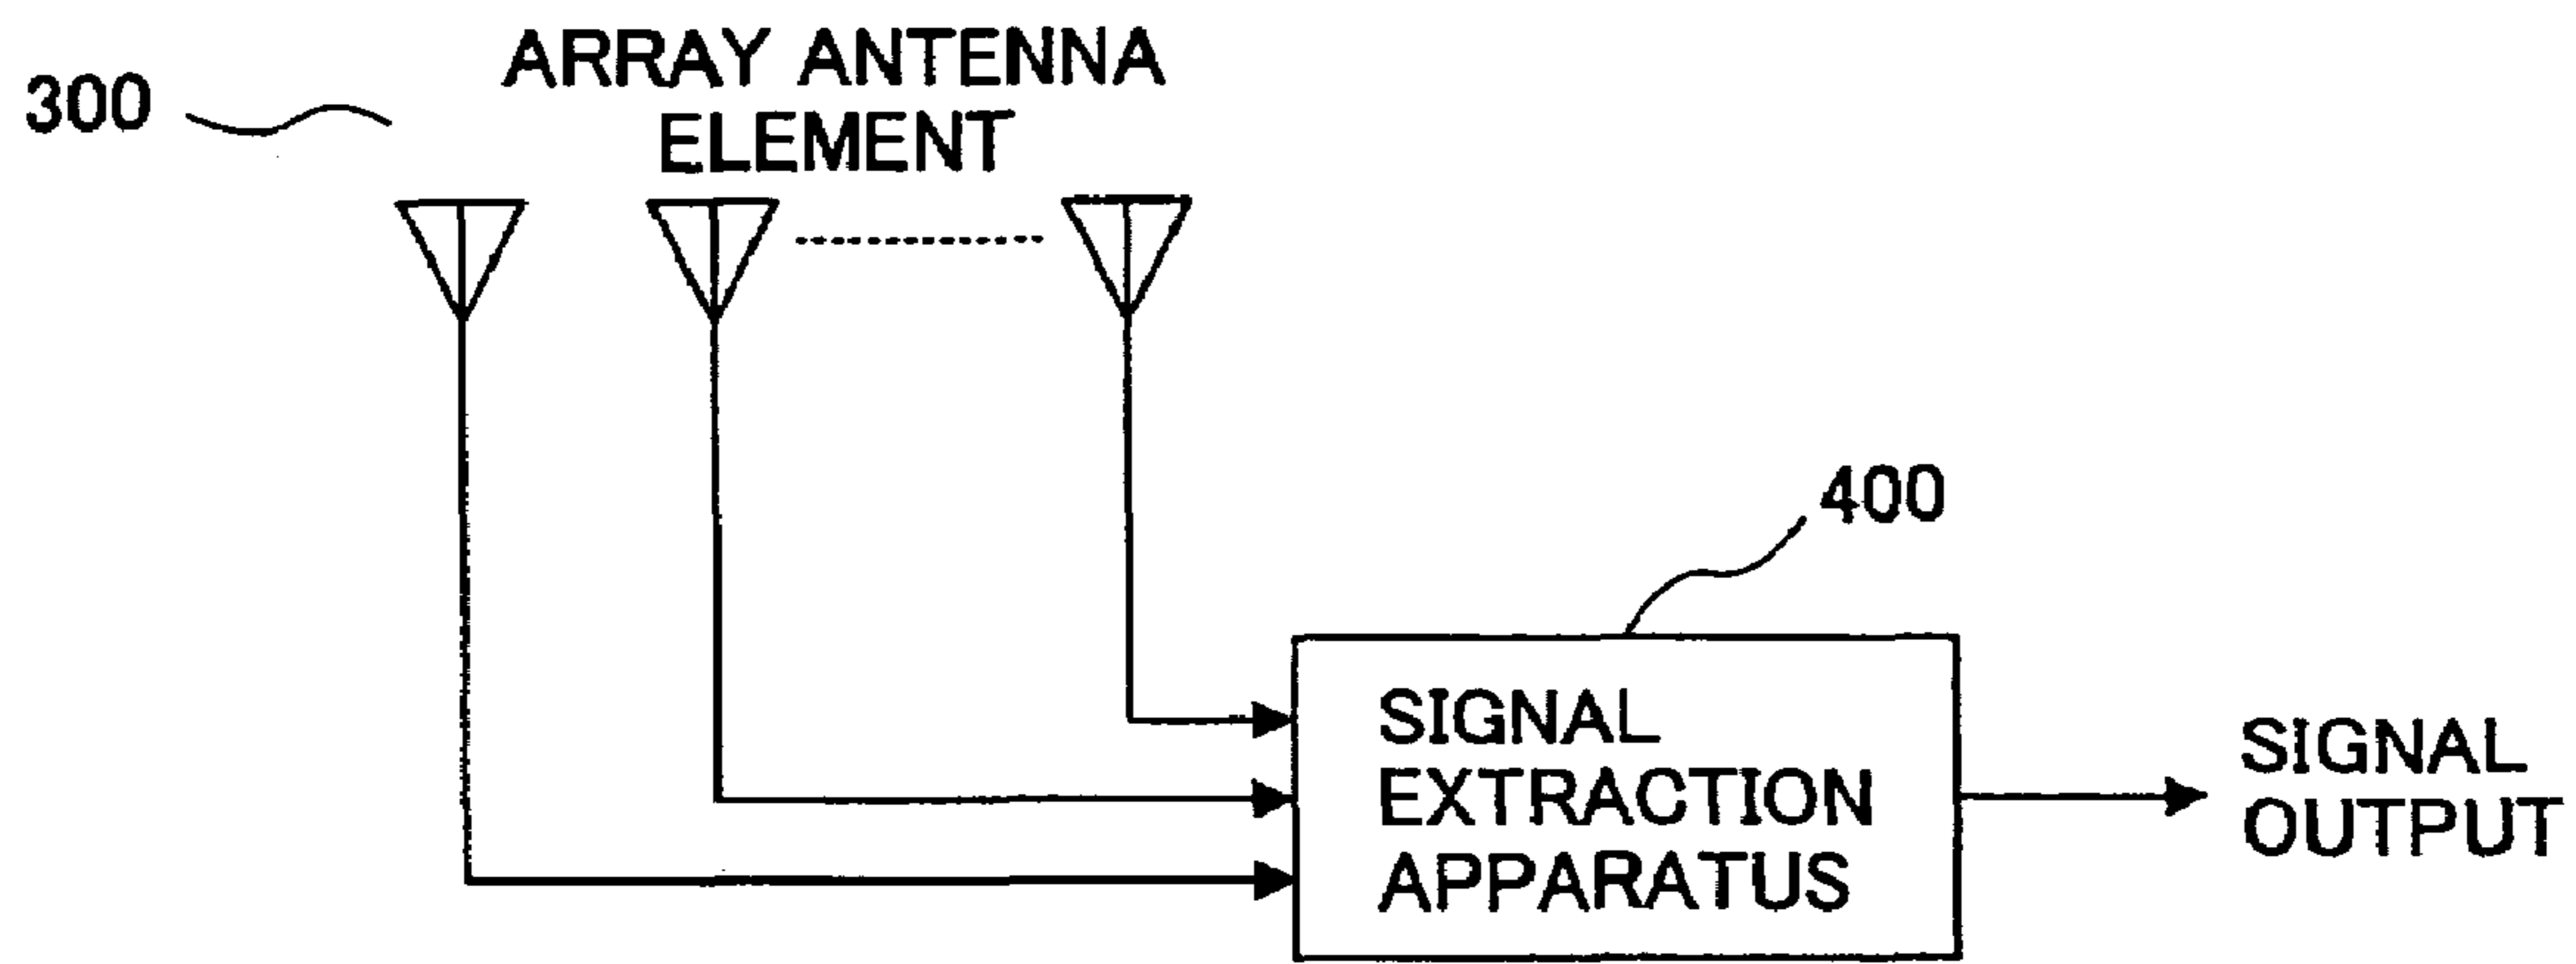 ARRAY ANTENNA
ELEMENT
300
400
SIGNAL
EXTRACTION
APPARATUS
SIGNAL
OUTPUT